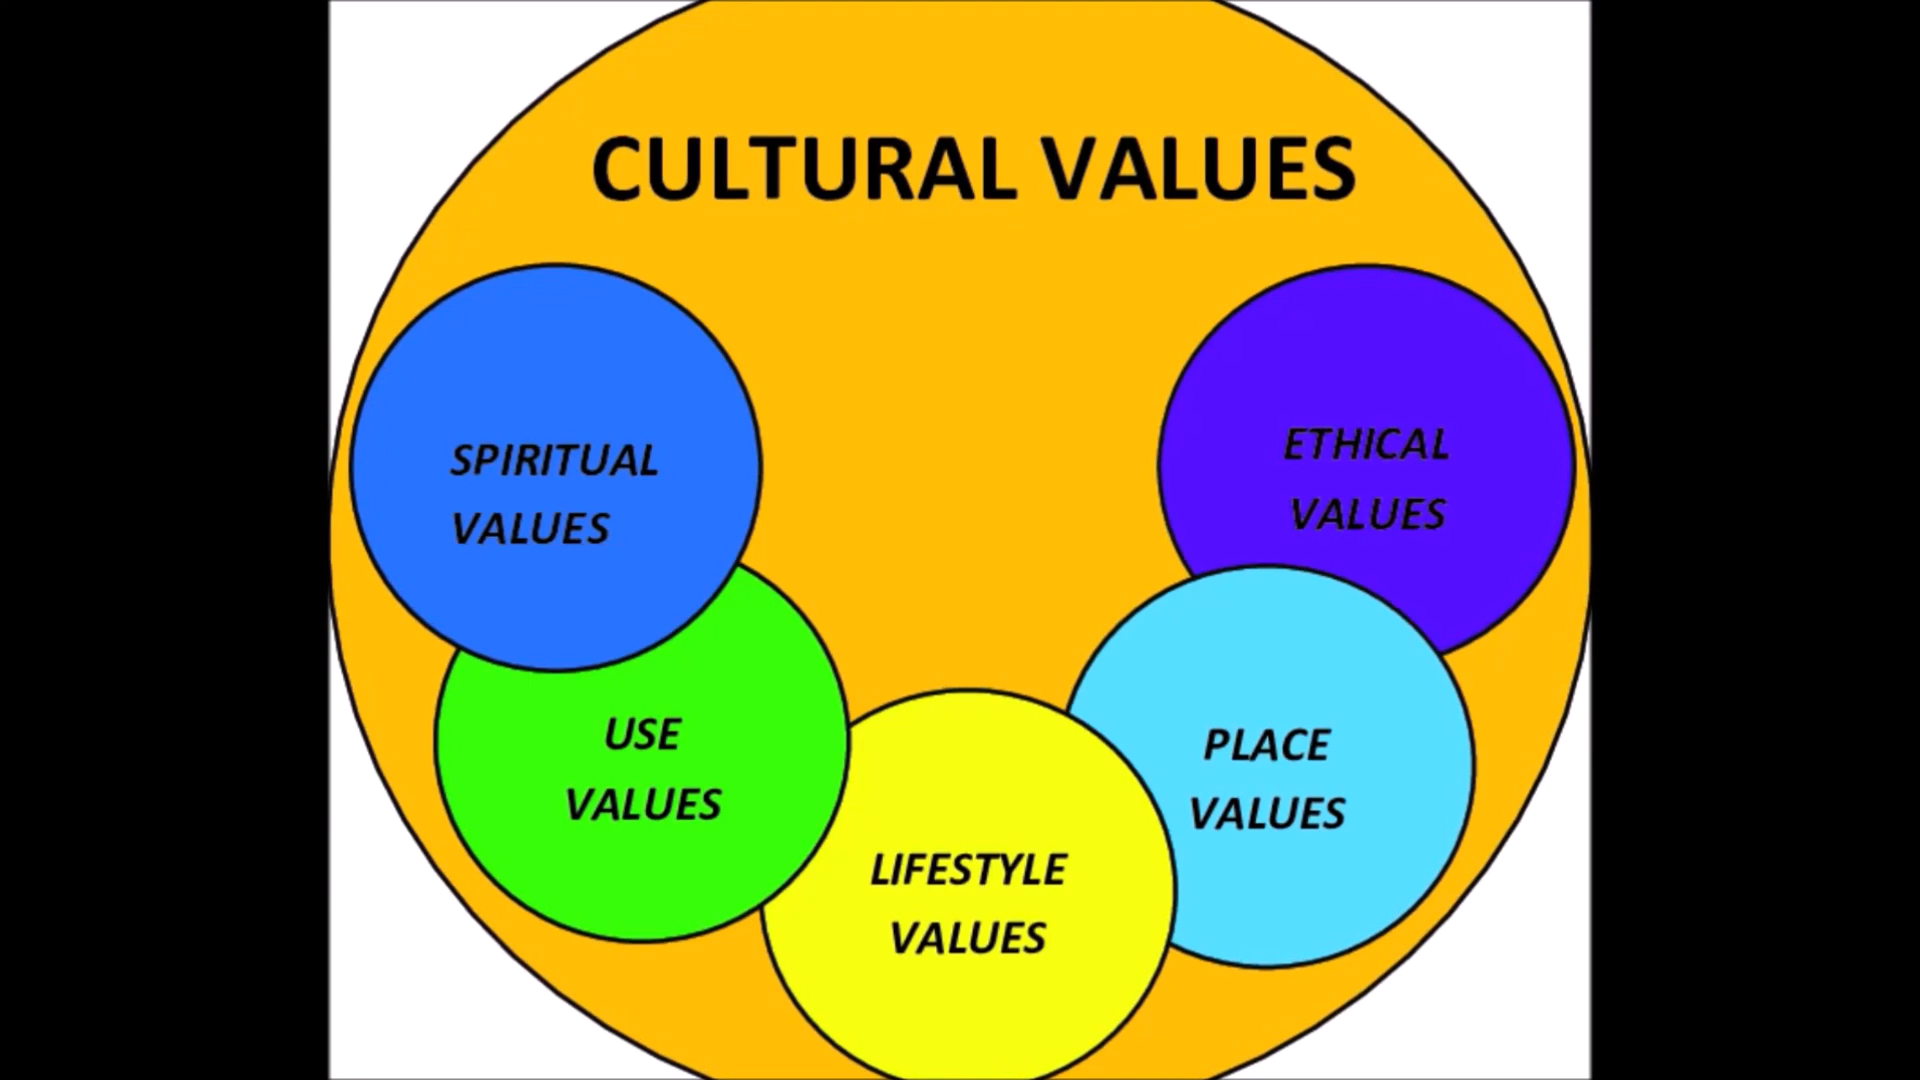 CULTURAL VALUES
SPIRITUAL
VALUES
ETHICAL
VALUES
USE
VALUES
PLACE
VALUES
LIFESTYLE
VALUES